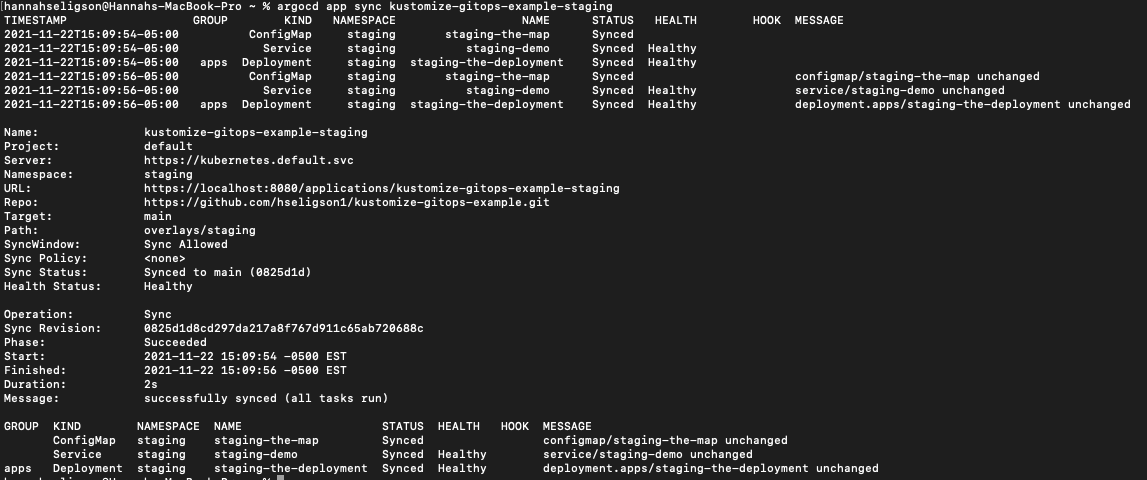 [hannahseligson@Hannahs-MacBook-Pro ~ % argocd app sync kustomize-gitops-example-staging
TIMESTAMP GROUP KIND NAMESPACE NAME STATUS HEALTH HOOK MESSAGE
2021-11-22T15:09:54-05:00 ConfigMap staging staging-the-map Synced
2021-11-22T15:09:54-05:00 Service staging staging-demo Synced Healthy
2021-11-22T15:09:54-05:00 apps Deployment staging staging-the-deployment Synced Healthy
2021-11-22T15:09:56-05:00 ConfigMap staging staging-the-map Synced configmap/staging-the-map unchanged
2021-11-22T15:09:56-05:00 Service staging staging-demo Synced Healthy service/staging-demo unchanged
2021-11-22T15:09:56-05:00 apps Deployment staging staging-the-deployment Synced Healthy deployment.apps/staging-the-deployment unchanged
Name: kustomize-gitops-example-staging
Project: default
Server: https://kubernetes.default.svc
Namespace: staging
URL: https://localhost:8080/applications/kustomize-gitops-example-staging
Repo: https://github.com/hseligson1/kustomize-gitops-example.git
Target: main
Path: overlays/staging
SyncWindow: Sync Allowed
Sync Policy: <none>
Sync Status: Synced to main (0825d1d)
Health Status: Healthy
Operation: Sync
Sync Revision: 0825d1d8cd297da217a8f767d911c65ab720688c
Phase: Succeeded
Start: 2021-11-22 15:09:54 -0500 EST
Finished: 2021-11-22 15:09:56 -0500 EST
Duration: 2s
Message: successfully synced (all tasks run)
GROUP KIND NAMESPACE NAME STATUS HEALTH HOOK MESSAGE
ConfigMap staging staging-the-map Synced configmap/staging-the-map unchanged
Service staging staging-demo Synced Healthy service/staging-demo unchanged
apps Deployment staging staging-the-deployment Synced Healthy deployment.apps/staging-the-deployment unchanged